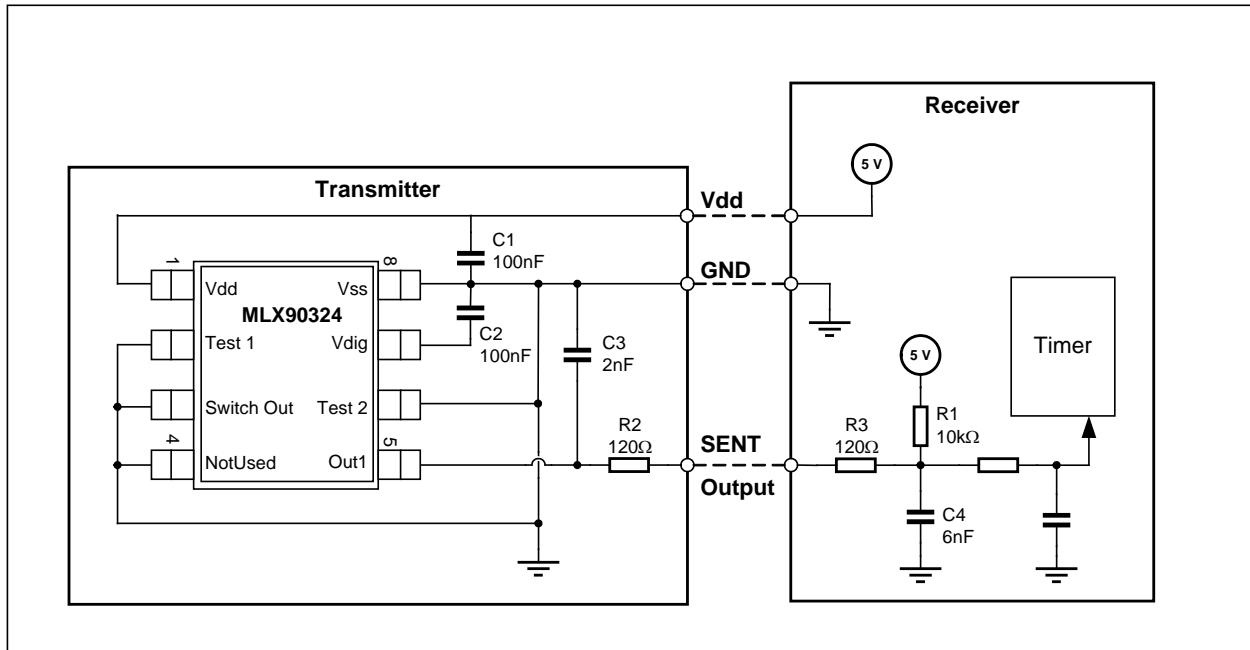 Receiver
5 V
Transmitter
Vdd
C1
100nF
1
8
Vdd
Vss
GND
MLX90324
Test 1
Vdig
C2
100nF
C3
2nF
5 V
Timer
Switch Out
Test 2
R1
10kΩ
R2
120Ω
SENT
R3
120Ω
4
5
NotUsed
Out1
Output
C4
6nF